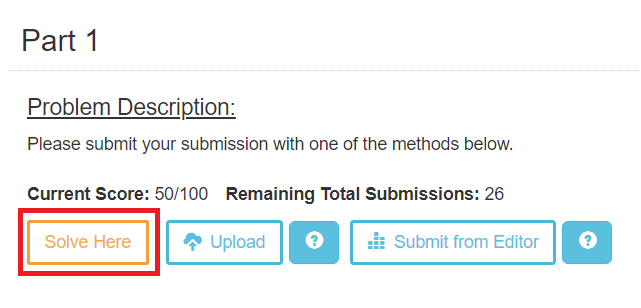 Part 1
Problem Description:
Please submit your submission with one of the methods below.
Current Score: 50/100 Remaining Total Submissions: 26
Solve Here Upload ? Submit from Editor ?